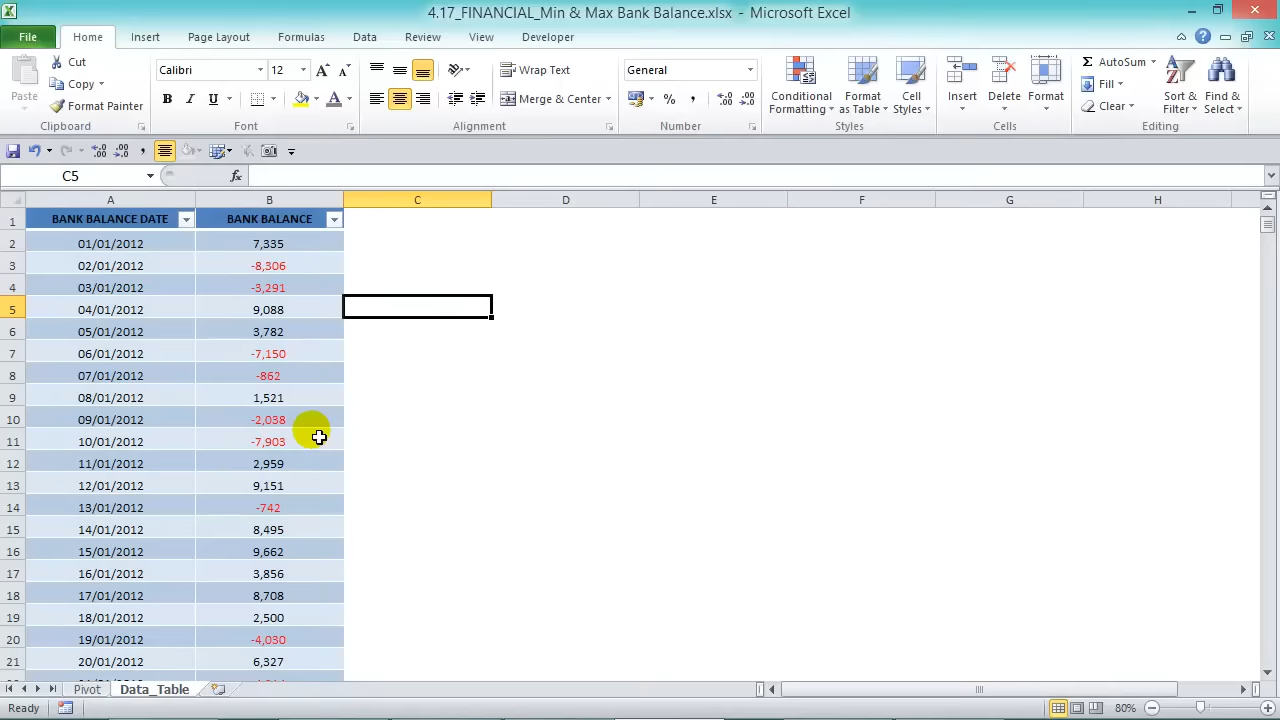 4.17_FINANCIAL_Min & Max Bank Balance.xlsx - Microsoft Excel
File Home Insert Page Layout Formulas Data Review View Developer
Paste
Cut
Copy
Format Painter
Clipboard
Calibri 12
B I U A
Font
Wrap Text
Merge & Center
Alignment
General
% ,
Number
Conditional Formatting
Format as Table
Cell Styles
Styles
Insert Delete Format
Cells
Σ AutoSum
Fill
Clear
Sort & Filter
Find & Select
Editing
C5 fx
A B C D E F G H
1 BANK BALANCE DATE BANK BALANCE
2 01/01/2012 7,335
3 02/01/2012 -8,306
4 03/01/2012 -3,291
5 04/01/2012 9,088
6 05/01/2012 3,782
7 06/01/2012 -7,150
8 07/01/2012 -862
9 08/01/2012 1,521
10 09/01/2012 -2,038
11 10/01/2012 -7,903
12 11/01/2012 2,959
13 12/01/2012 9,151
14 13/01/2012 -742
15 14/01/2012 8,495
16 15/01/2012 9,662
17 16/01/2012 3,856
18 17/01/2012 8,708
19 18/01/2012 2,500
20 19/01/2012 -4,030
21 20/01/2012 6,327
Pivot Data_Table
Ready 80%